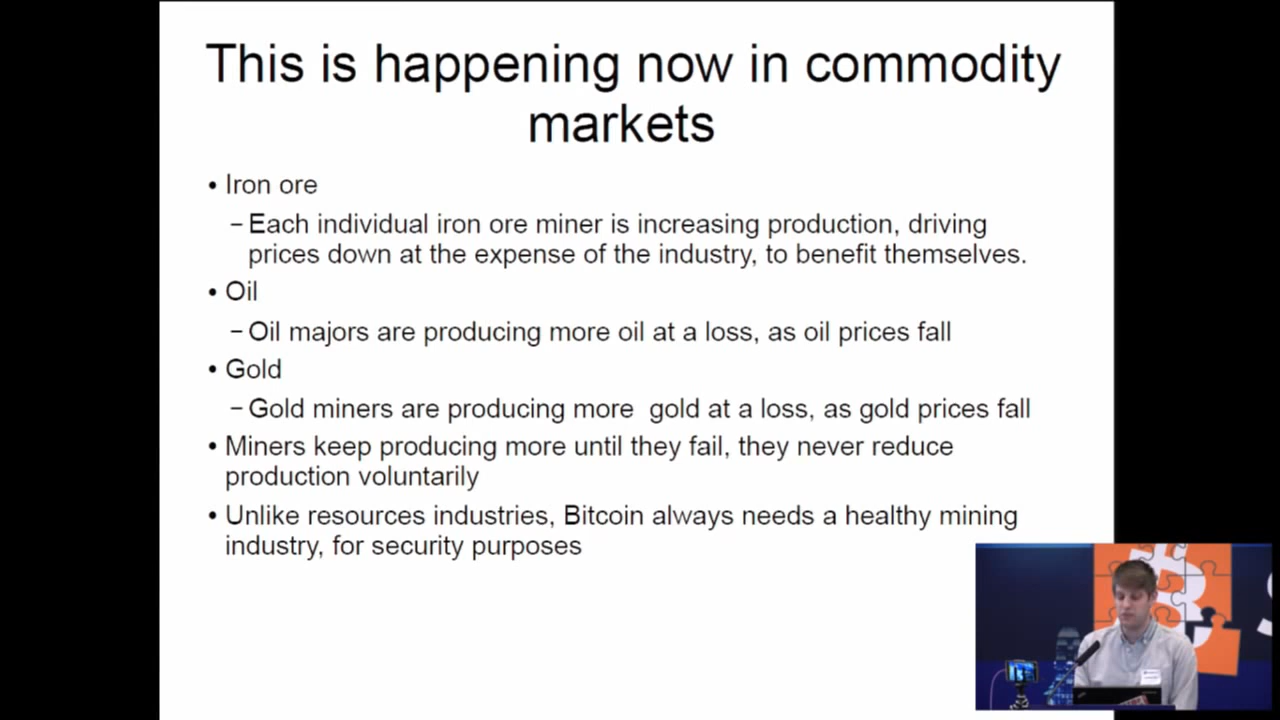 This is happening now in commodity
markets
• Iron ore
– Each individual iron ore miner is increasing production, driving
prices down at the expense of the industry, to benefit themselves.
• Oil
– Oil majors are producing more oil at a loss, as oil prices fall
• Gold
– Gold miners are producing more  gold at a loss, as gold prices fall
• Miners keep producing more until they fail, they never reduce
production voluntarily
• Unlike resources industries, Bitcoin always needs a healthy mining
industry, for security purposes